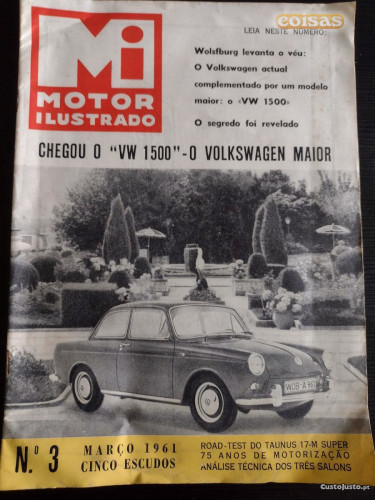 coisas
LEIA NESTE NÚMERO:
Mi
MOTOR
ILUSTRADO
Wolsfburg levanta o véu:
O Volkswagen actual
complementado por um modelo
maior: o «VW 1500»
O segredo foi revelado
CHEGOU O "VW 1500"-O VOLKSWAGEN MAIOR
WOB-A 961
N.º 3
MARÇO 1961
CINCO ESCUDOS
ROAD-TEST DO TAUNUS 17-M SUPER
75 ANOS DE MOTORIZAÇÃO
ANÁLISE TÉCNICA DOS TRÊS SALONS
CustoJusto.pt